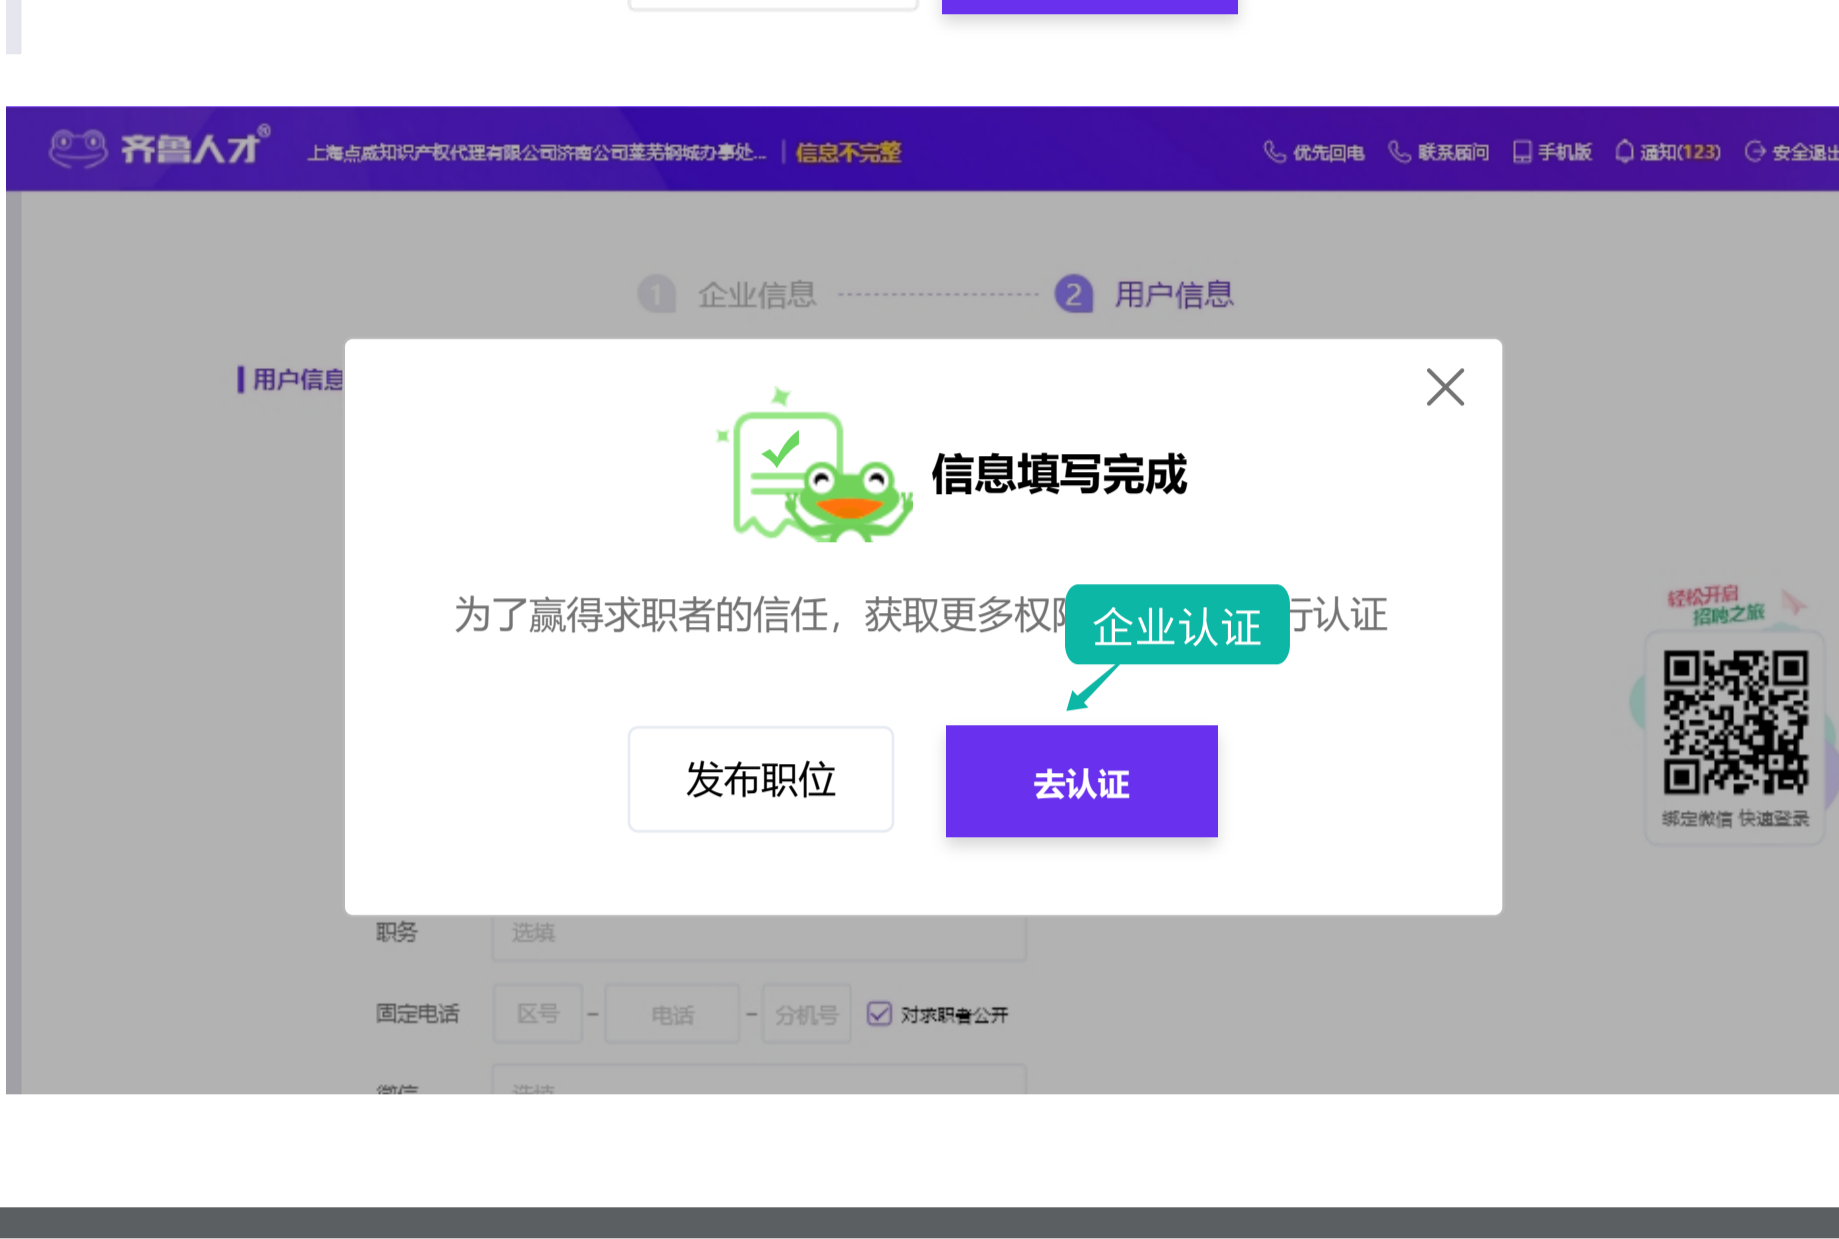 齐鲁人才® 上海点威知识产权代理有限公司济南公司莱芜钢城办事处... | 信息不完整 优先回电 联系顾问 手机版 通知(123) 安全退出
1 企业信息 2 用户信息
用户信息
信息填写完成
为了赢得求职者的信任，获取更多权 行认证
企业认证
发布职位 去认证
轻松开启
招聘之旅
绑定微信 快速登录
职务 选填
固定电话 区号 - 电话 - 分机号 对求职者公开
微信 选填